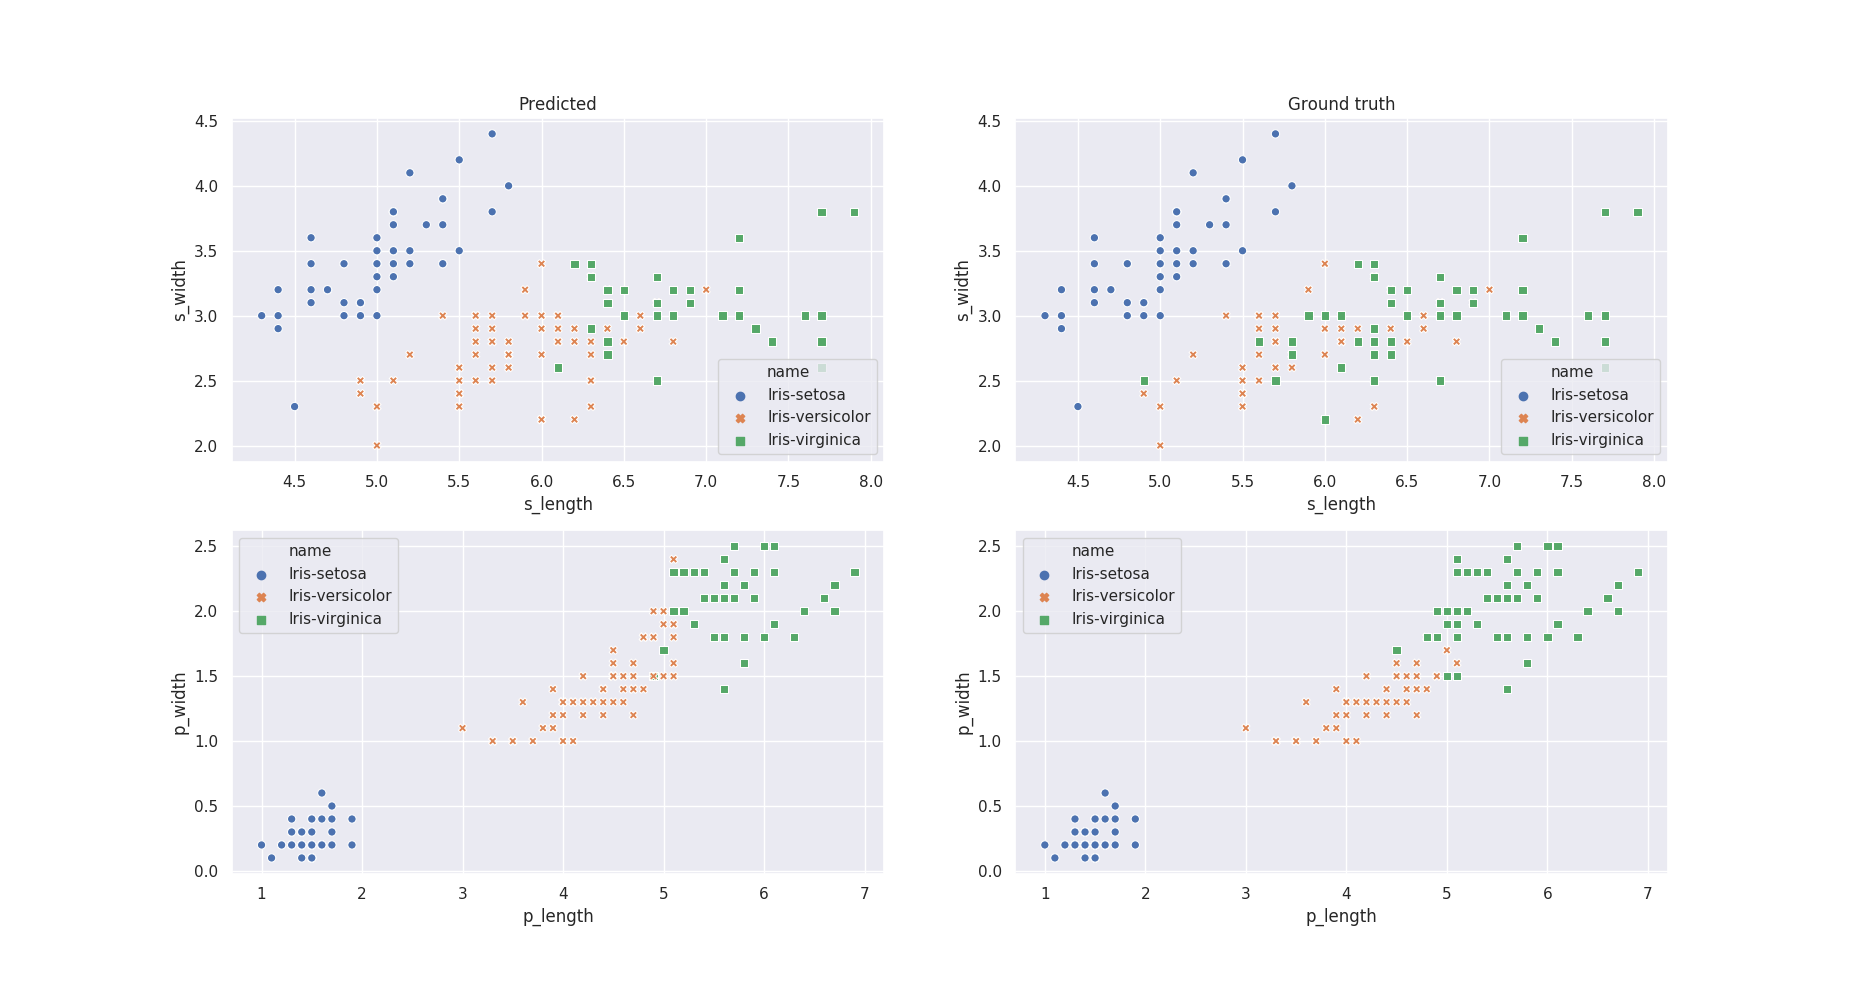 Predicted
4.5
4.0
3.5
3.0
2.5
2.0
s_width
4.5 5.0 5.5 6.0 6.5 7.0 7.5 8.0
s_length
name
Iris-setosa
Iris-versicolor
Iris-virginica
Ground truth
4.5
4.0
3.5
3.0
2.5
2.0
s_width
4.5 5.0 5.5 6.0 6.5 7.0 7.5 8.0
s_length
name
Iris-setosa
Iris-versicolor
Iris-virginica
2.5
2.0
1.5
1.0
0.5
0.0
p_width
1 2 3 4 5 6 7
p_length
name
Iris-setosa
Iris-versicolor
Iris-virginica
2.5
2.0
1.5
1.0
0.5
0.0
p_width
1 2 3 4 5 6 7
p_length
name
Iris-setosa
Iris-versicolor
Iris-virginica